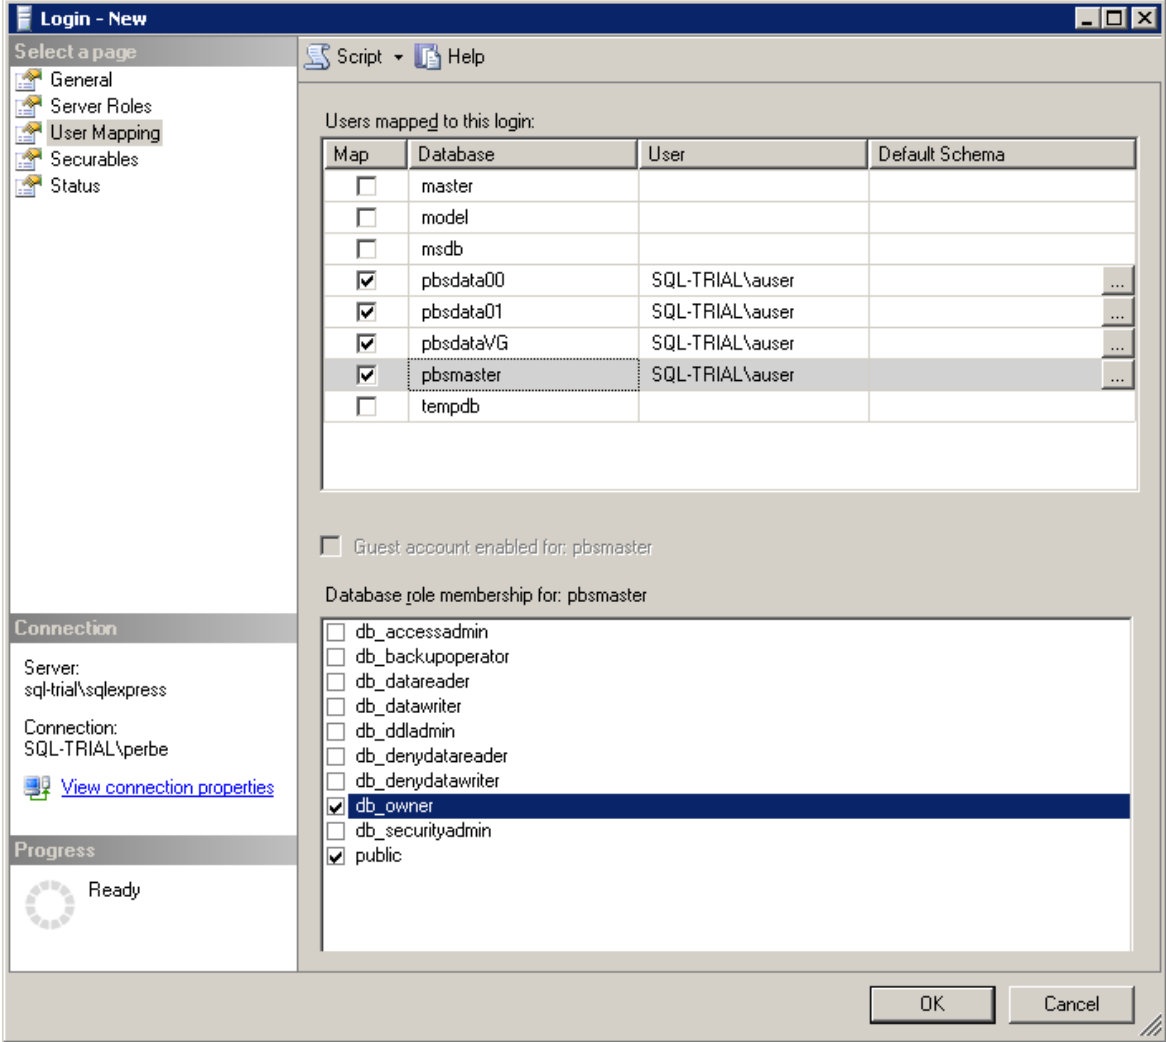 Login - New
Select a page
General
Server Roles
User Mapping
Securables
Status
Script Help
Users mapped to this login:
Map Database User Default Schema
master
model
msdb
pbsdata00 SQL-TRIAL\auser ...
pbsdata01 SQL-TRIAL\auser ...
pbsdataVG SQL-TRIAL\auser ...
pbsmaster SQL-TRIAL\auser ...
tempdb
Guest account enabled for: pbsmaster
Database role membership for: pbsmaster
db_accessadmin
db_backupoperator
db_datareader
db_datawriter
db_ddladmin
db_denydatareader
db_denydatawriter
db_owner
db_securityadmin
public
Connection
Server:
sql-trial\sqlexpress
Connection:
SQL-TRIAL\perbe
View connection properties
Progress
Ready
OK Cancel